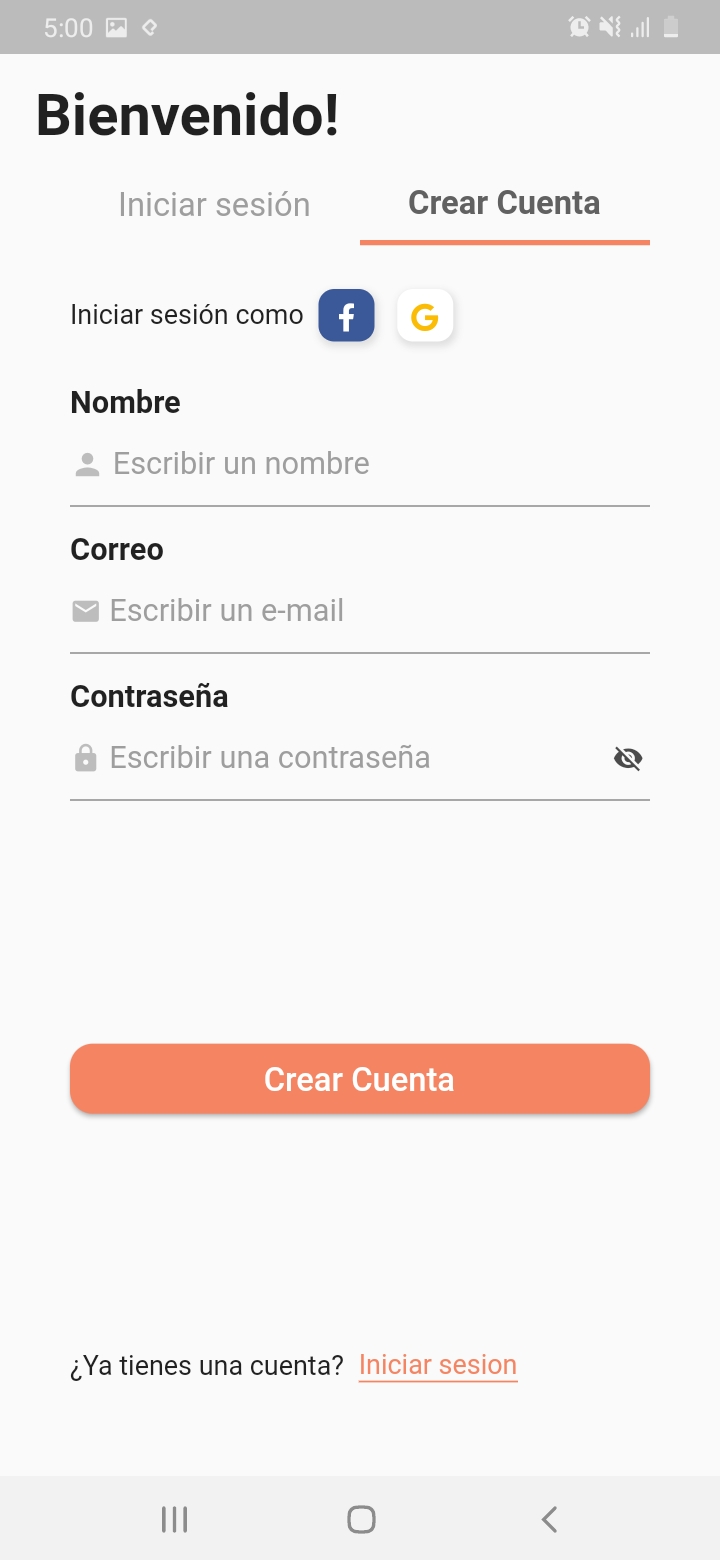 5:00
Bienvenido!
Iniciar sesión
Crear Cuenta
Iniciar sesión como
Nombre
Escribir un nombre
Correo
Escribir un e-mail
Contraseña
Escribir una contraseña
Crear Cuenta
¿Ya tienes una cuenta? Iniciar sesion